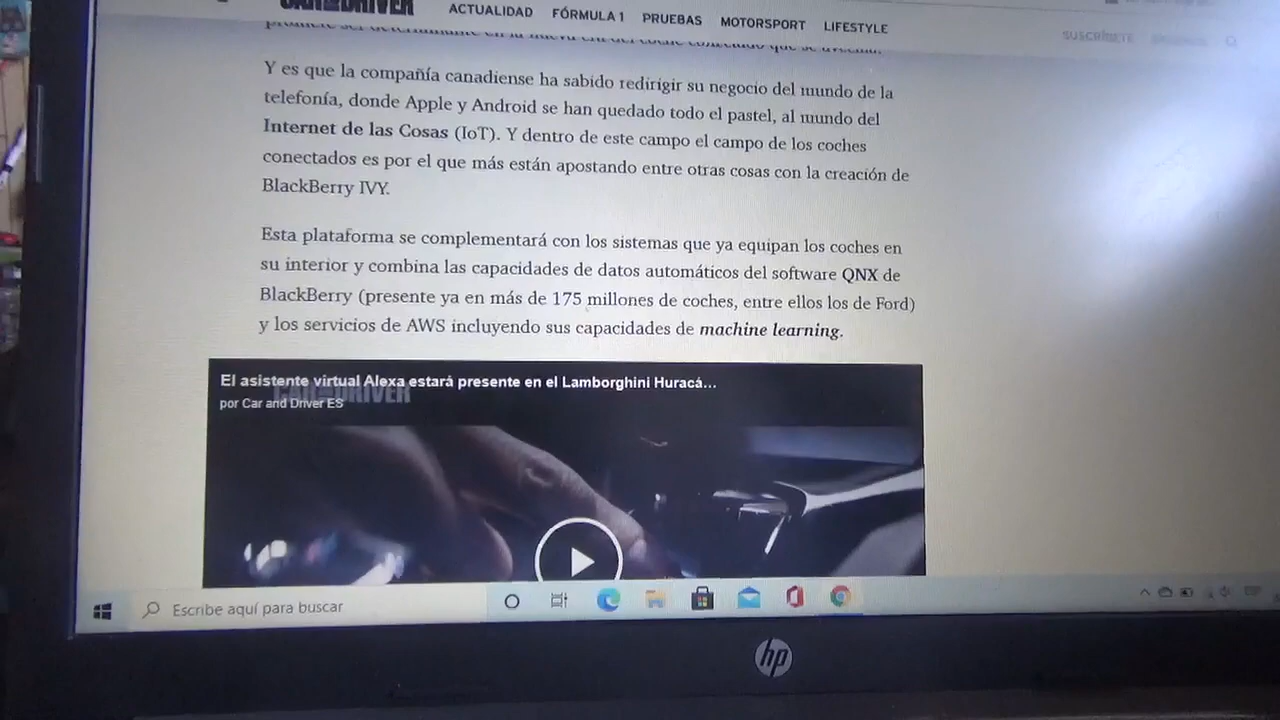 CAR AND DRIVER
ACTUALIDAD FÓRMULA 1 PRUEBAS MOTORSPORT LIFESTYLE
SUSCRÍBETE
Y es que la compañía canadiense ha sabido redirigir su negocio del mundo de la
telefonía, donde Apple y Android se han quedado todo el pastel, al mundo del
Internet de las Cosas (IoT). Y dentro de este campo el campo de los coches
conectados es por el que más están apostando entre otras cosas con la creación de
BlackBerry IVY.
Esta plataforma se complementará con los sistemas que ya equipan los coches en
su interior y combina las capacidades de datos automáticos del software QNX de
BlackBerry (presente ya en más de 175 millones de coches, entre ellos los de Ford)
y los servicios de AWS incluyendo sus capacidades de machine learning.
El asistente virtual Alexa estará presente en el Lamborghini Huracá...
por Car and Driver ES
CAR AND DRIVER
Escribe aquí para buscar
hp